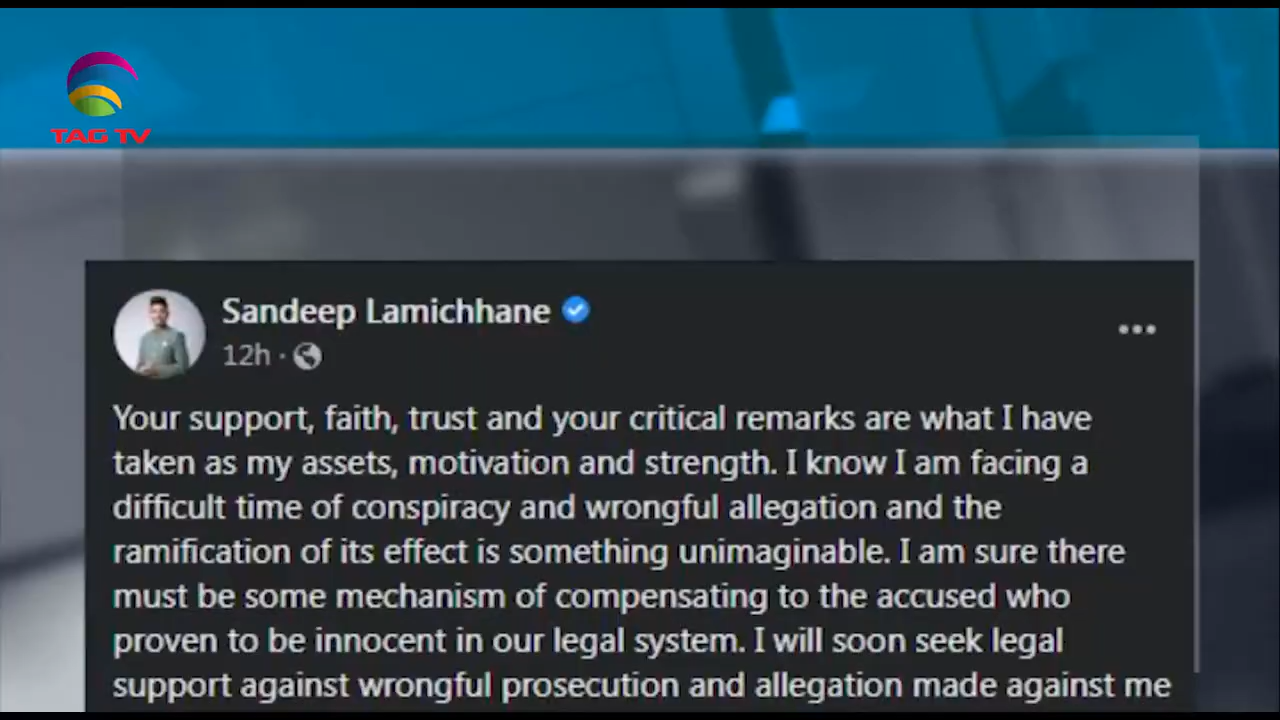 TAG TV
Sandeep Lamichhane
12h ·
Your support, faith, trust and your critical remarks are what I have
taken as my assets, motivation and strength. I know I am facing a
difficult time of conspiracy and wrongful allegation and the
ramification of its effect is something unimaginable. I am sure there
must be some mechanism of compensating to the accused who
proven to be innocent in our legal system. I will soon seek legal
support against wrongful prosecution and allegation made against me